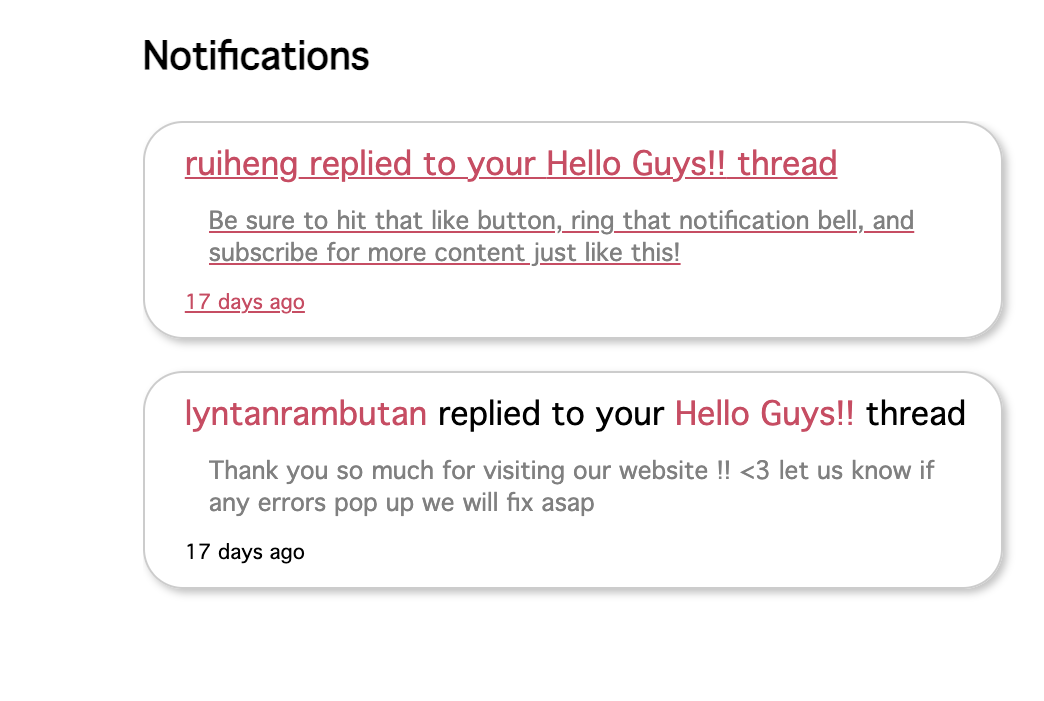 Notifications
ruiheng replied to your Hello Guys!! thread
Be sure to hit that like button, ring that notification bell, and
subscribe for more content just like this!
17 days ago
lyntanrambutan replied to your Hello Guys!! thread
Thank you so much for visiting our website !! <3 let us know if
any errors pop up we will fix asap
17 days ago